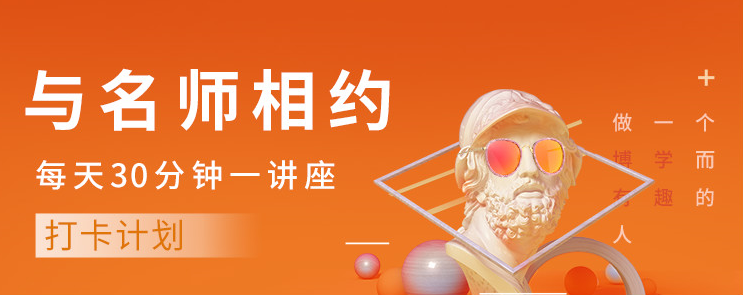 与名师相约
每天30分钟一讲座
打卡计划
做一个
博学而
有趣的
人